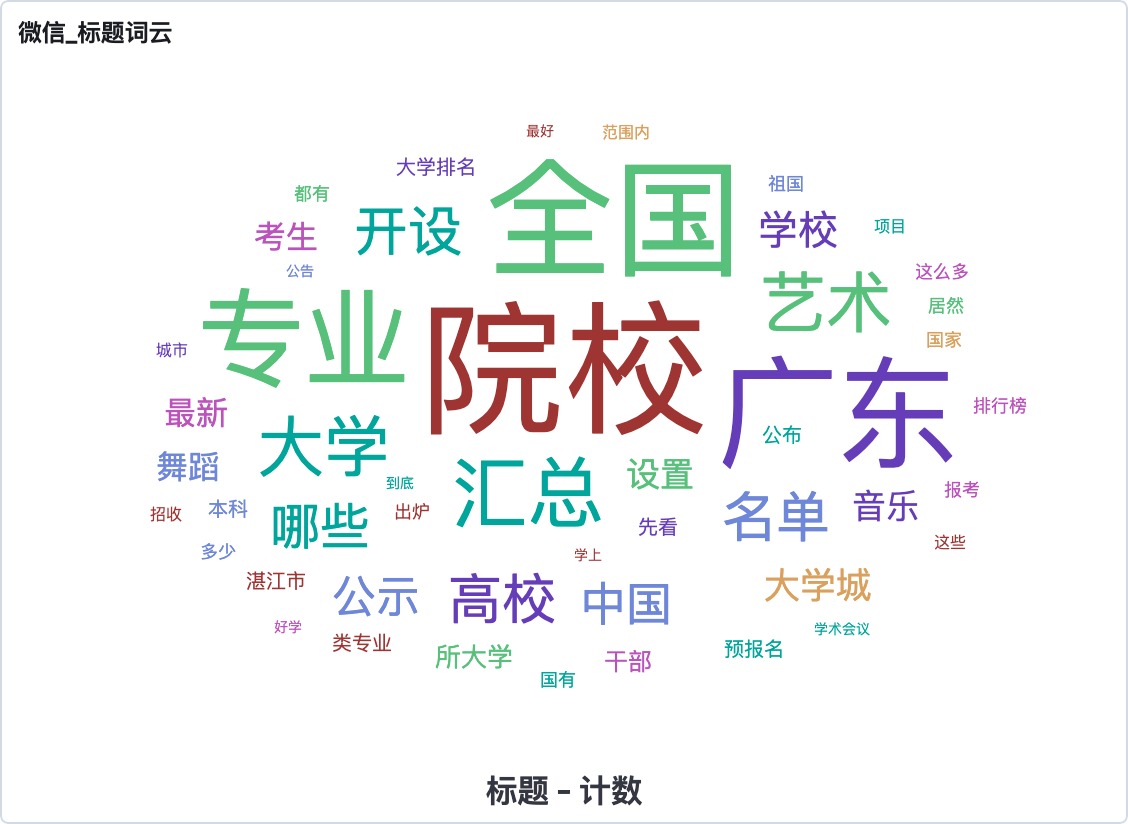 微信_标题词云
最好
范围内
大学排名
全国
祖国
都有
开设
学校
考生
项目
公告
艺术
这么多
居然
专业
院校
国家
城市
广东
最新
排行榜
大学
公布
舞蹈
汇总
设置
到底
报考
招收
本科
哪些
出炉
先看
名单
音乐
多少
学上
这些
湛江市
公示
高校
中国
大学城
好学
类专业
学术会议
所大学
干部
预报名
国有
标题 – 计数